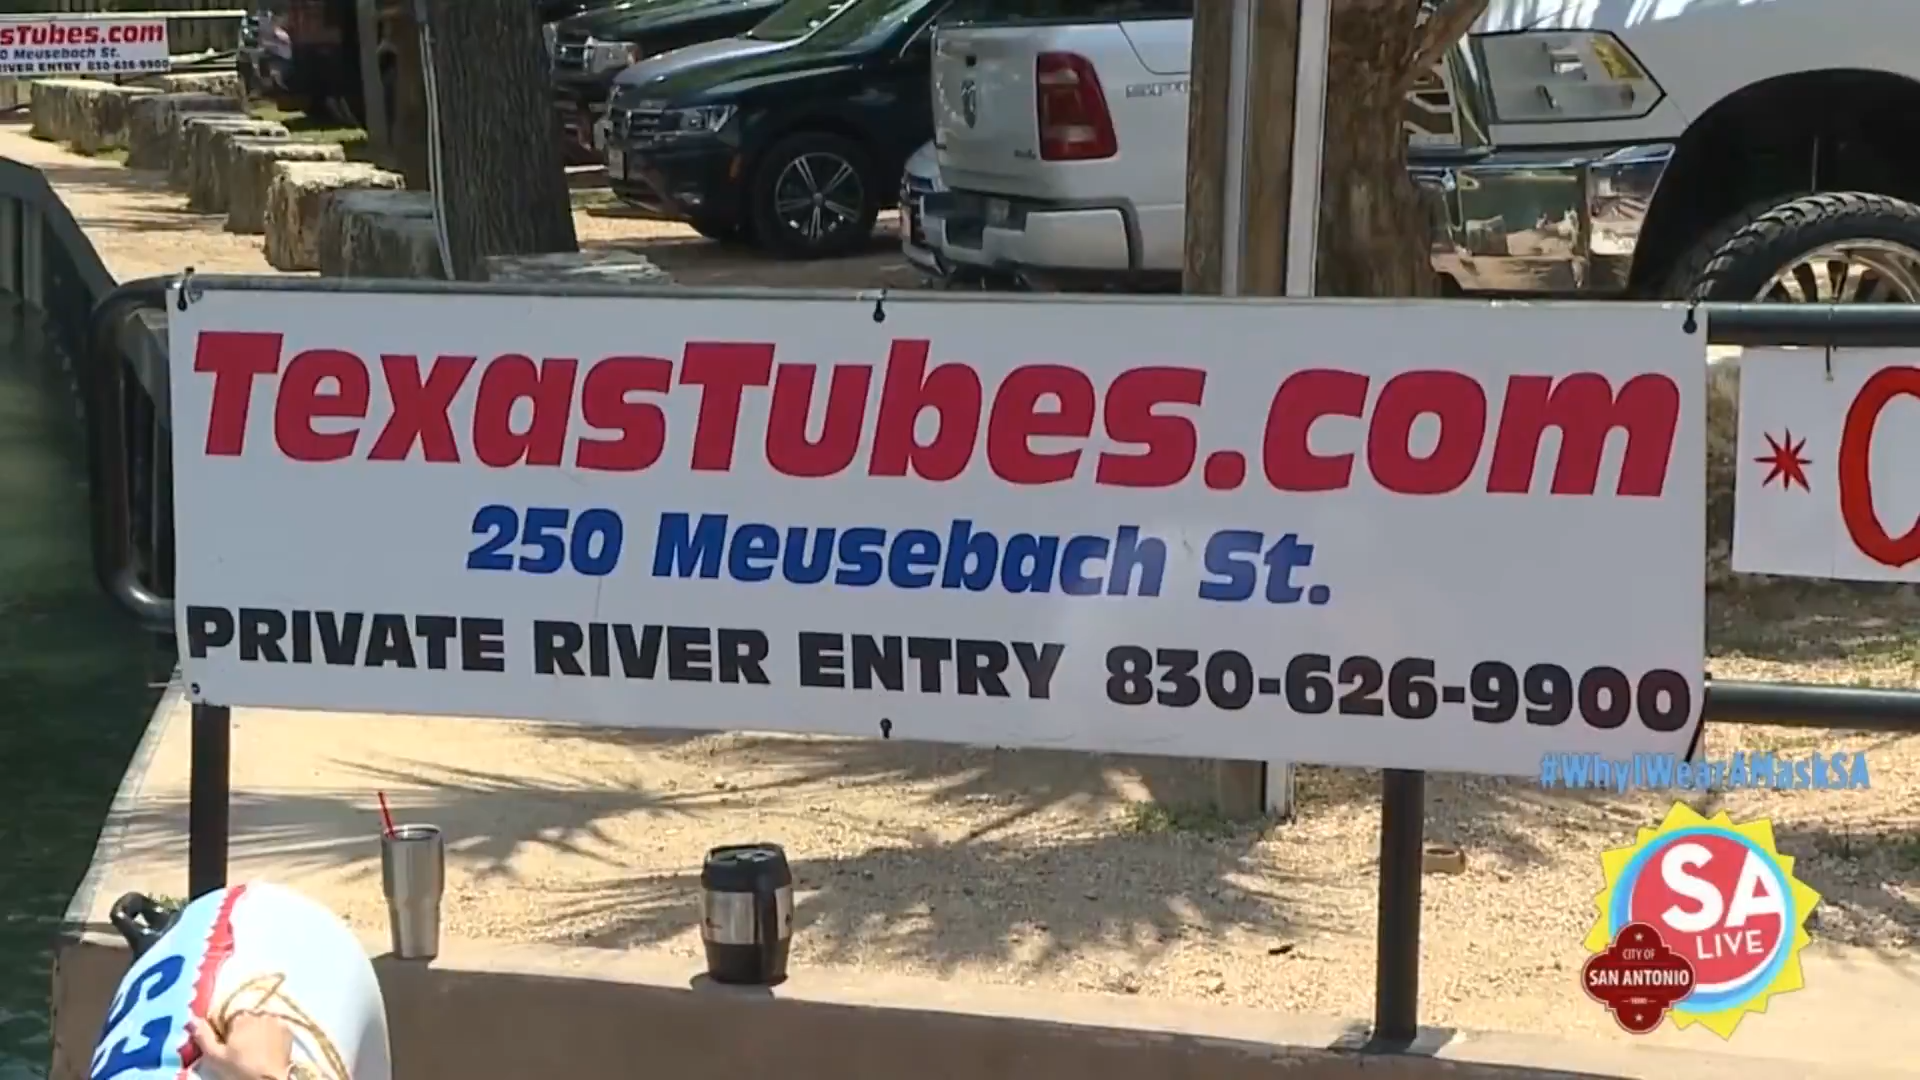 sTubes.com
0 Meusebach St.
IVER ENTRY 830-626-9900
TexasTubes.com
250 Meusebach St.
PRIVATE RIVER ENTRY 830-626-9900
#WhyIWearAMaskSA
SA
LIVE
CITY OF
SAN ANTONIO